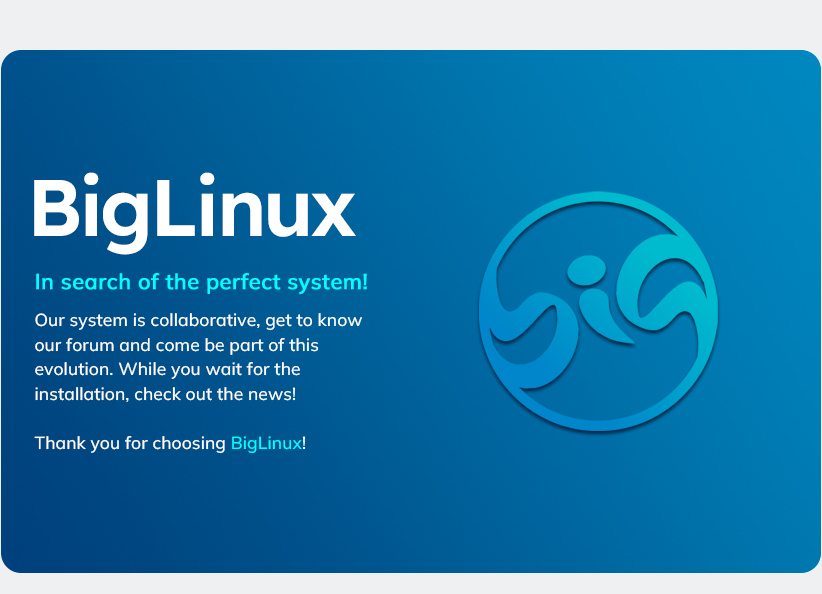 BigLinux
In search of the perfect system!
Our system is collaborative, get to know
our forum and come be part of this
evolution. While you wait for the
installation, check out the news!
Thank you for choosing BigLinux!
big